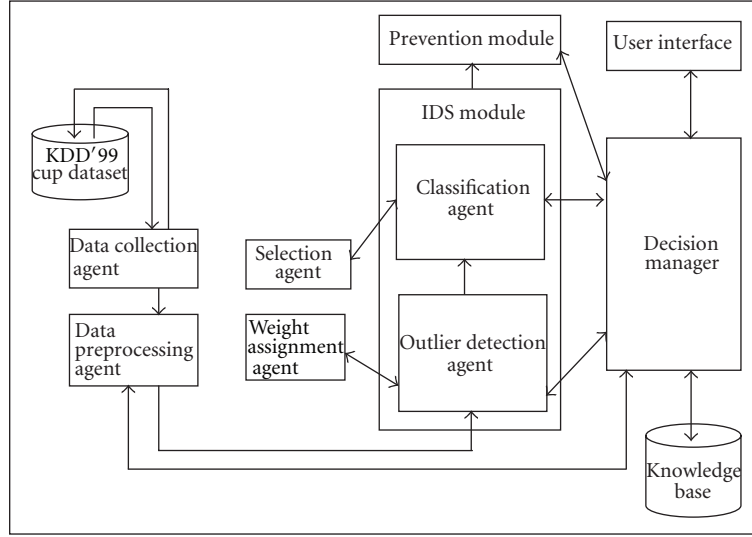 Prevention module
User interface
IDS module
KDD′99
cup dataset
Classification
agent
Data collection
agent
Selection
agent
Decision
manager
Data
preprocessing
agent
Weight
assignment
agent
Outlier detection
agent
Knowledge
base